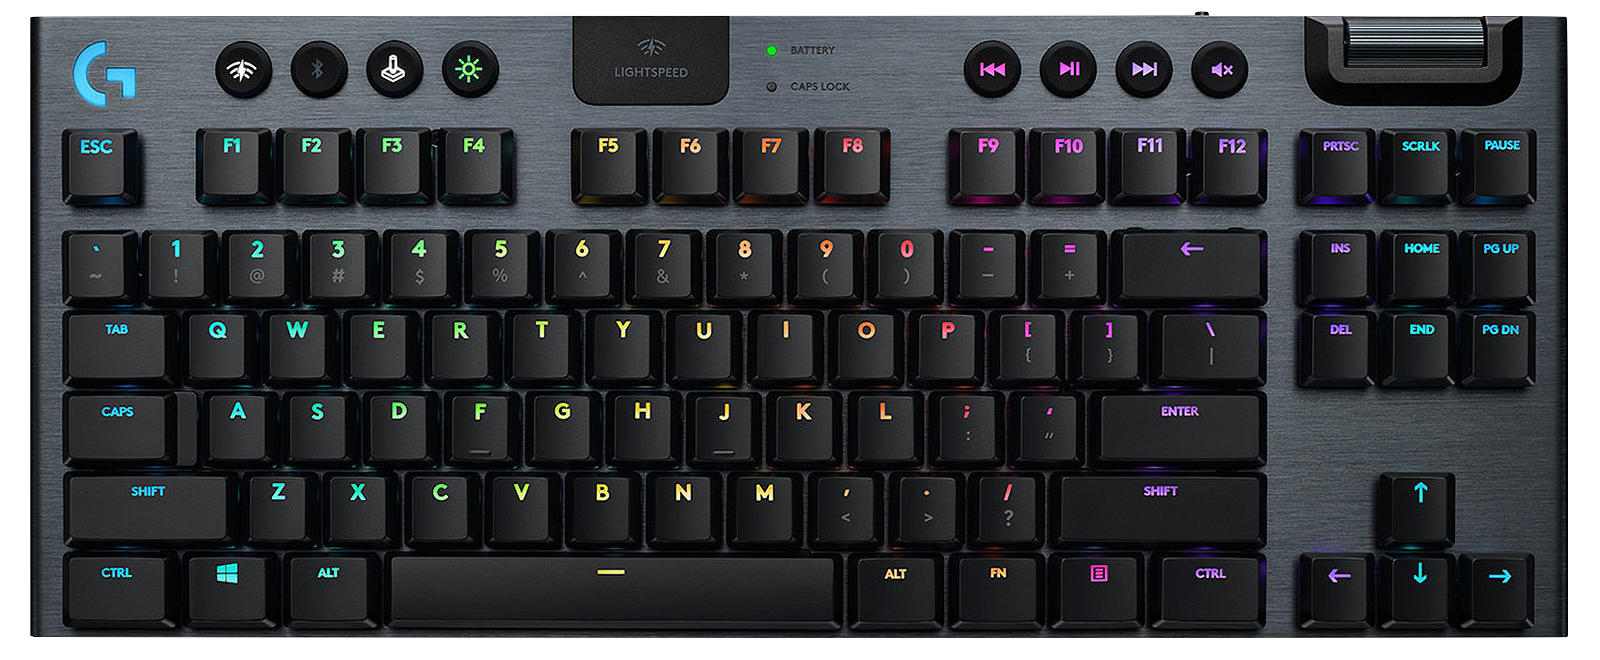 BATTERY
LIGHTSPEED
CAPS LOCK
ESC F1 F2 F3 F4 F5 F6 F7 F8 F9 F10 F11 F12 PRTSC SCRLK PAUSE
` 1 2 3 4 5 6 7 8 9 0 - = ← INS HOME PG UP
~ ! @ # $ % ^ & * ( ) _ +
TAB Q W E R T Y U I O P [ ] \ DEL END PG DN
{ } |
CAPS A S D F G H J K L ; ' ENTER
: "
SHIFT Z X C V B N M , . / SHIFT ↑
< > ?
CTRL ALT ALT FN CTRL ← ↓ →